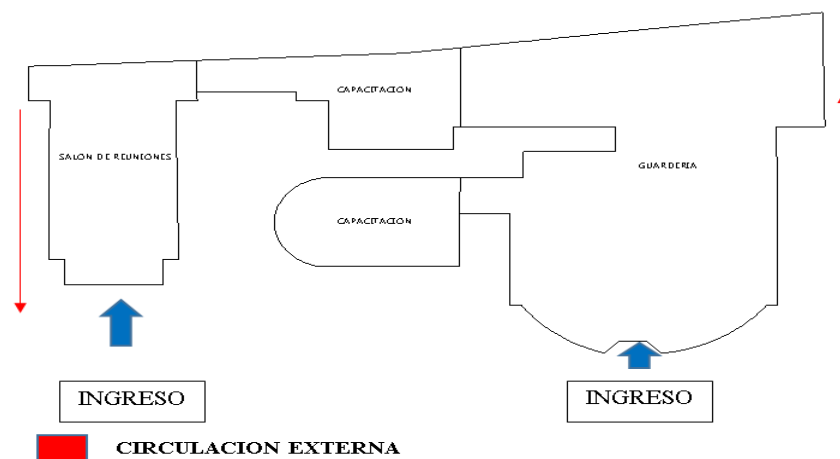 CAPACITACION
SALON DE REUNIONES
GUARDERIA
CAPACITACION
INGRESO
INGRESO
CIRCULACION EXTERNA